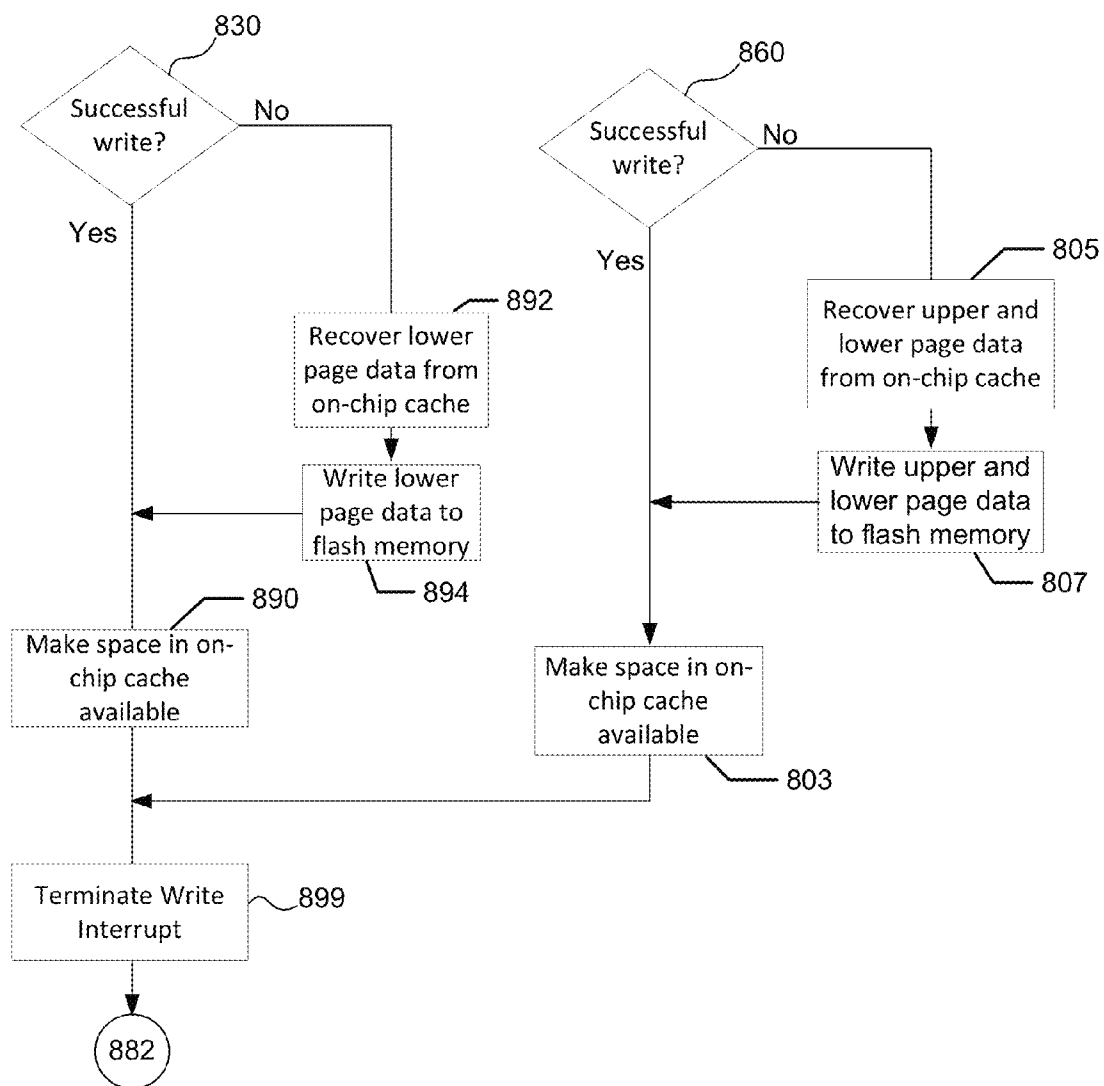 830
Successful
write?
No
Yes
860
Successful
write?
No
Yes
892
Recover lower
page data from
on-chip cache
805
Recover upper and
lower page data
from on-chip cache
Write lower
page data to
flash memory
894
Write upper and
lower page data
to flash memory
807
890
Make space in on-
chip cache
available
Make space in on-
chip cache
available
803
Terminate Write
Interrupt
899
882